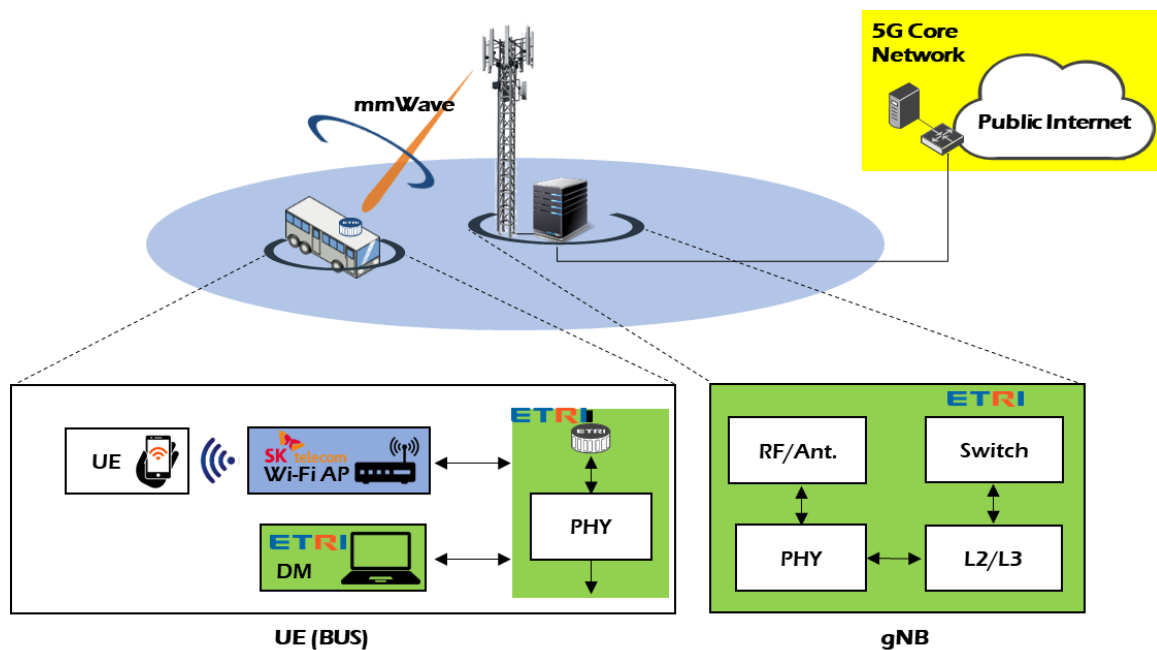 5G Core
Network
Public Internet
mmWave
ETRI
ETRI
ETRI
ETRI
ETRI
UE
SK
telecom
Wi-Fi AP
PHY
ETRI
DM
UE (BUS)
RF/Ant.
Switch
PHY
L2/L3
gNB